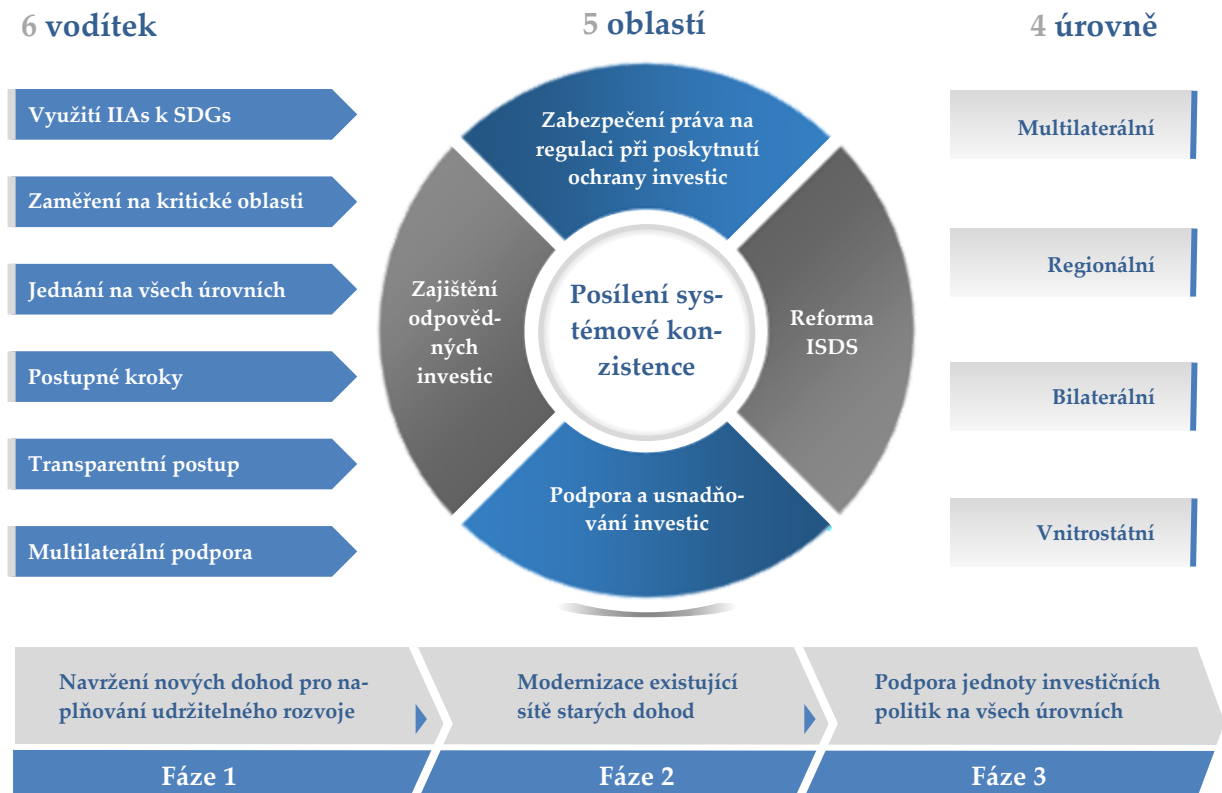 6 vodítek
Využití IIAs k SDGs
Zaměření na kritické oblasti
Jednání na všech úrovních
Postupné kroky
Transparentní postup
Multilaterální podpora
5 oblastí
Zabezpečení práva na
regulaci při poskytnutí
ochrany investic
Zajištění
odpověd-
ných
investic
Posílení sys-
témové kon-
zistence
Reforma
ISDS
Podpora a usnadňo-
vání investic
4 úrovně
Multilaterální
Regionální
Bilaterální
Vnitrostátní
Navržení nových dohod pro na-
plňování udržitelného rozvoje
Fáze 1
Modernizace existující
sítě starých dohod
Fáze 2
Podpora jednoty investičních
politik na všech úrovních
Fáze 3